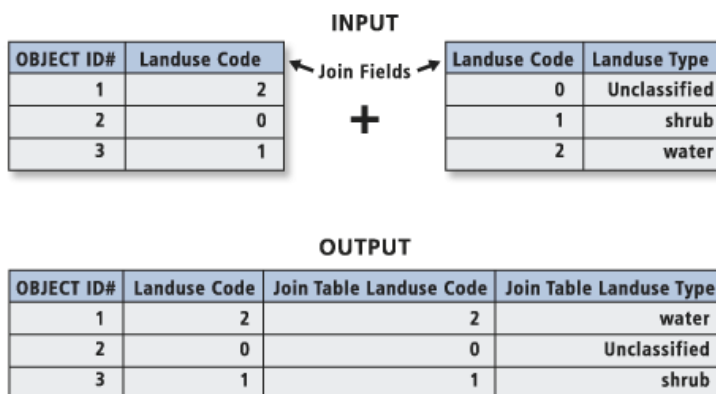 INPUT
OBJECT ID# Landuse Code
1 2
2 0
3 1
Join Fields
+
Landuse Code Landuse Type
0 Unclassified
1 shrub
2 water
OUTPUT
OBJECT ID# Landuse Code Join Table Landuse Code Join Table Landuse Type
1 2 2 water
2 0 0 Unclassified
3 1 1 shrub